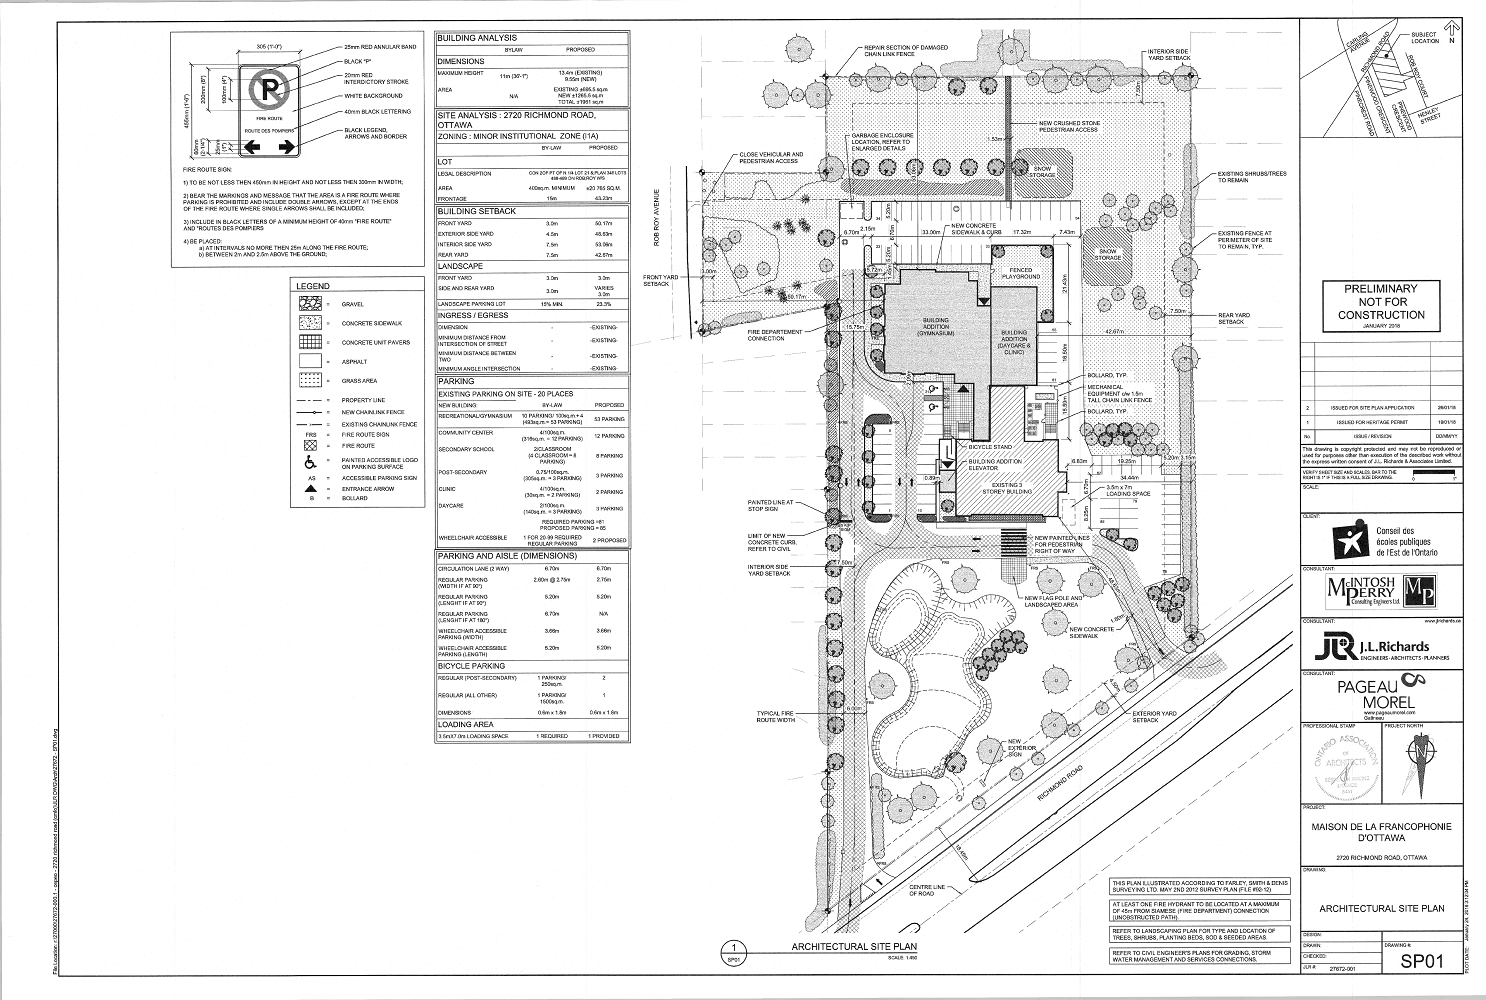 305 (1'-0")
25mm RED ANNULAR BAND
BLACK "P"
20mm RED
INTERDICTORY STROKE
WHITE BACKGROUND
40mm BLACK LETTERING
BLACK LEGEND,
ARROWS AND BORDER
P
FIRE ROUTE
ROUTE DES POMPIERS
450mm (1'-6")
200mm (8")
FIRE ROUTE SIGN:
1) TO BE NOT LESS THEN 450mm IN HEIGHT AND NOT LESS THEN 300mm IN WIDTH;
2) BEAR THE MARKINGS AND MESSAGE THAT THE AREA IS A FIRE ROUTE WHERE
PARKING IS PROHIBITED AND INCLUDE DOUBLE ARROWS, EXCEPT AT THE ENDS
OF THE FIRE ROUTE WHERE SINGLE ARROWS SHALL BE INCLUDED;
3) INCLUDE IN BLACK LETTERS OF A MINIMUM HEIGHT OF 40mm "FIRE ROUTE"
AND "ROUTES DES POMPIERS
4) BE PLACED:
a) AT INTERVALS NO MORE THEN 25m ALONG THE FIRE ROUTE;
b) BETWEEN 2m AND 2.5m ABOVE THE GROUND;
LEGEND
= GRAVEL
= CONCRETE SIDEWALK
= CONCRETE UNIT PAVERS
= ASPHALT
= GRASS AREA
= PROPERTY LINE
= NEW CHAINLINK FENCE
= EXISTING CHAINLINK FENCE
FRS = FIRE ROUTE SIGN
= FIRE ROUTE
= PAINTED ACCESSIBLE LOGO
ON PARKING SURFACE
AS = ACCESSIBLE PARKING SIGN
= ENTRANCE ARROW
B = BOLLARD
BUILDING ANALYSIS
BYLAW PROPOSED
DIMENSIONS
MAXIMUM HEIGHT 11m (36'-1") 13.4m (EXISTING)
9.55m (NEW)
AREA N/A EXISTING ±695.5 sq.m
NEW ±1265.5 sq.m
TOTAL ±1961 sq.m
SITE ANALYSIS : 2720 RICHMOND ROAD,
OTTAWA
ZONING : MINOR INSTITUTIONAL ZONE (I1A)
BY-LAW PROPOSED
LOT
LEGAL DESCRIPTION
AREA 400sq.m. MINIMUM ±20 765 SQ.M.
FRONTAGE 15m 43.23m
BUILDING SETBACK
FRONT YARD 3.0m 50.17m
EXTERIOR SIDE YARD 4.5m 48.63m
INTERIOR SIDE YARD 7.5m 53.06m
REAR YARD 7.5m 42.67m
LANDSCAPE
FRONT YARD 3.0m 3.0m
SIDE AND REAR YARD 3.0m VARIES
3.0m
LANDSCAPE PARKING LOT 15% MIN. 23.3%
INGRESS / EGRESS
DIMENSION - -EXISTING-
MINIMUM DISTANCE FROM
INTERSECTION OF STREET - -EXISTING-
MINIMUM DISTANCE BETWEEN
TWO - -EXISTING-
MINIMUM ANGLE INTERSECTION - -EXISTING-
PARKING
EXISTING PARKING ON SITE - 20 PLACES
NEW BUILDING: BY-LAW PROPOSED
RECREATIONAL/GYMNASIUM 10 PARKING/ 100sq.m.+ 4
(493sq.m.= 53 PARKING) 53 PARKING
COMMUNITY CENTER 4/100sq.m.
(316sq.m. = 12 PARKING) 12 PARKING
SECONDARY SCHOOL 2/CLASSROOM
(4 CLASSROOM = 8
PARKING) 8 PARKING
POST-SECONDARY 0.75/100sq.m.
(305sq.m. = 3 PARKING) 3 PARKING
CLINIC 4/100sq.m.
(30sq.m. = 2 PARKING) 2 PARKING
DAYCARE 2/100sq.m.
(140sq.m. = 3 PARKING) 3 PARKING
REQUIRED PARKING =81
PROPOSED PARKING = 85
WHEELCHAIR ACCESSIBLE 1 FOR 20-99 REQUIRED
REGULAR PARKING 2 PROPOSED
PARKING AND AISLE (DIMENSIONS)
CIRCULATION LANE (2 WAY) 6.70m 6.70m
REGULAR PARKING
(WIDTH IF AT 90°) 2.60m @ 2.75m 2.75m
REGULAR PARKING
(LENGHT IF AT 90°) 5.20m 5.20m
REGULAR PARKING
(LENGHT IF AT 180°) 6.70m N/A
WHEELCHAIR ACCESSIBLE
PARKING (WIDTH) 3.66m 3.66m
WHEELCHAIR ACCESSIBLE
PARKING (LENGTH) 5.20m 5.20m
BICYCLE PARKING
REGULAR (POST-SECONDARY) 1 PARKING/
250sq.m. 2
REGULAR (ALL OTHER) 1 PARKING/
1500sq.m. 1
DIMENSIONS 0.6m x 1.8m 0.6m x 1.8m
LOADING AREA
3.5mX7.0m LOADING SPACE 1 REQUIRED 1 PROVIDED
REPAIR SECTION OF DAMAGED
CHAIN LINK FENCE
INTERIOR SIDE
YARD SETBACK
NEW CRUSHED STONE
PEDESTRIAN ACCESS
GARBAGE ENCLOSURE
LOCATION, REFER TO
ENLARGED DETAILS
CLOSE VEHICULAR AND
PEDESTRIAN ACCESS
SNOW
STORAGE
EXISTING SHRUBS/TREES
TO REMAIN
ROB ROY AVENUE
NEW CONCRETE
SIDEWALK & CURB
EXISTING FENCE AT
PERIMETER OF SITE
TO REMAIN, TYP.
SNOW
STORAGE
1.53m
6.70m
2.15m
33.00m
17.32m
7.43m
FRONT YARD
SETBACK
3.00m
50.17m
FENCED
PLAYGROUND
21.43m
BUILDING
ADDITION
(GYMNASIUM)
BUILDING
ADDITION
(DAYCARE &
CLINIC)
15.75m
7.50m
REAR YARD
SETBACK
42.67m
FIRE DEPARTEMENT
CONNECTION
BOLLARD, TYP.
MECHANICAL
EQUIPMENT c/w 1.5m
TALL CHAIN LINK FENCE
BOLLARD, TYP.
BICYCLE STAND
BUILDING ADDITION
ELEVATOR
EXISTING 3
STOREY BUILDING
0.89m
6.83m
19.25m
5.20m
3.15m
34.44m
3.5m x 7m
LOADING SPACE
8.25m
PAINTED LINE AT
STOP SIGN
LIMIT OF NEW
CONCRETE CURB,
REFER TO CIVIL
INTERIOR SIDE
YARD SETBACK
7.50m
NEW PAINTED LINES
FOR PEDESTRIAN
RIGHT OF WAY
NEW FLAG POLE AND
LANDSCAPED AREA
NEW CONCRETE
SIDEWALK
TYPICAL FIRE
ROUTE WIDTH
6.00m
EXTERIOR YARD
SETBACK
NEW
EXTERIOR
SIGN
RICHMOND ROAD
CENTRE LINE
OF ROAD
1
SP01
ARCHITECTURAL SITE PLAN
SCALE: 1:450
THIS PLAN ILLUSTRATED ACCORDING TO FARLEY, SMITH & DENIS
SURVEYING LTD. MAY 2ND 2012 SURVEY PLAN (FILE #92-12)
AT LEAST ONE FIRE HYDRANT TO BE LOCATED AT A MAXIMUM
OF 45m FROM SIAMESE (FIRE DEPARTMENT) CONNECTION
(UNOBSTRUCTED PATH).
REFER TO LANDSCAPING PLAN FOR TYPE AND LOCATION OF
TREES, SHRUBS, PLANTING BEDS, SOD & SEEDED AREAS.
REFER TO CIVIL ENGINEER'S PLANS FOR GRADING, STORM
WATER MANAGEMENT AND SERVICES CONNECTIONS.
CARLING
AVENUE
RICHMOND ROAD
SUBJECT
LOCATION
N
ROB ROY COURT
PINEWOOD CRESCENT
PINECREST ROAD
HENLEY
STREET
PRELIMINARY
NOT FOR
CONSTRUCTION
JANUARY 2018
2 ISSUED FOR SITE PLAN APPLICATION 26/01/18
1 ISSUED FOR HERITAGE PERMIT 19/01/18
No. ISSUE / REVISION DD/MM/YY
This drawing is copyright protected and may not be reproduced or
used for purposes other than execution of the described work without
the express written consent of J.L. Richards & Associates Limited.
VERIFY SHEET SIZE AND SCALES. BAR TO THE
RIGHT IS 1" IF THIS IS A FULL SIZE DRAWING.
0 1"
SCALE:
CLIENT:
Conseil des
écoles publiques
de l'Est de l'Ontario
CONSULTANT:
McINTOSH
PERRY
Consulting Engineers Ltd.
MP
CONSULTANT:
www.jlrichards.ca
JLR
J.L.Richards
ENGINEERS · ARCHITECTS · PLANNERS
CONSULTANT:
PAGEAU
MOREL
www.pageaumorel.com
Gatineau
PROFESSIONAL STAMP
PROJECT NORTH
ONTARIO ASSOCIATION
OF
ARCHITECTS
N
PROJECT:
MAISON DE LA FRANCOPHONIE
D'OTTAWA
2720 RICHMOND ROAD, OTTAWA
DRAWING:
ARCHITECTURAL SITE PLAN
DESIGN:
DRAWN:
CHECKED:
JLR #: 27672-001
DRAWING #:
SP01